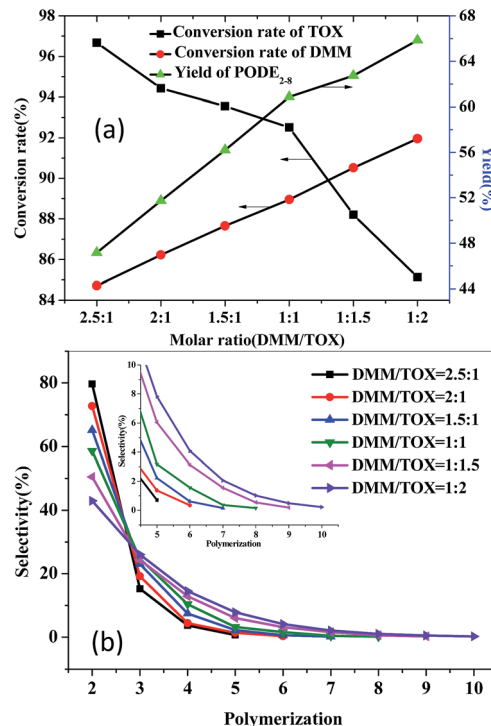 98
96
94
92
90
88
86
84
Conversion rate(%)
Conversion rate of TOX
Conversion rate of DMM
Yield of PODE2-8
(a)
68
64
60
56
52
48
44
Yield(%)
2.5:1 2:1 1.5:1 1:1 1:1.5 1:2
Molar ratio(DMM/TOX)
80
60
40
20
0
Selectivity(%)
10
8
6
4
2
0
Selectivity(%)
5 6 7 8 9 10
Polymerization
DMM/TOX=2.5:1
DMM/TOX=2:1
DMM/TOX=1.5:1
DMM/TOX=1:1
DMM/TOX=1:1.5
DMM/TOX=1:2
(b)
2 3 4 5 6 7 8 9 10
Polymerization